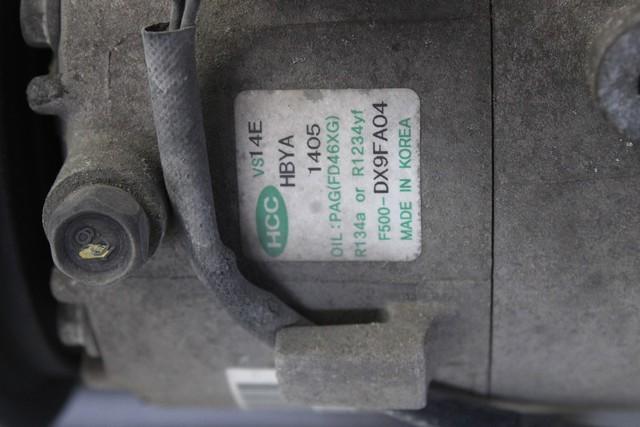 VS14E
HCC HBYA 1405
OIL:PAG(FD46XG)
R134a or R1234yf
F500-DX9FA04
MADE IN KOREA